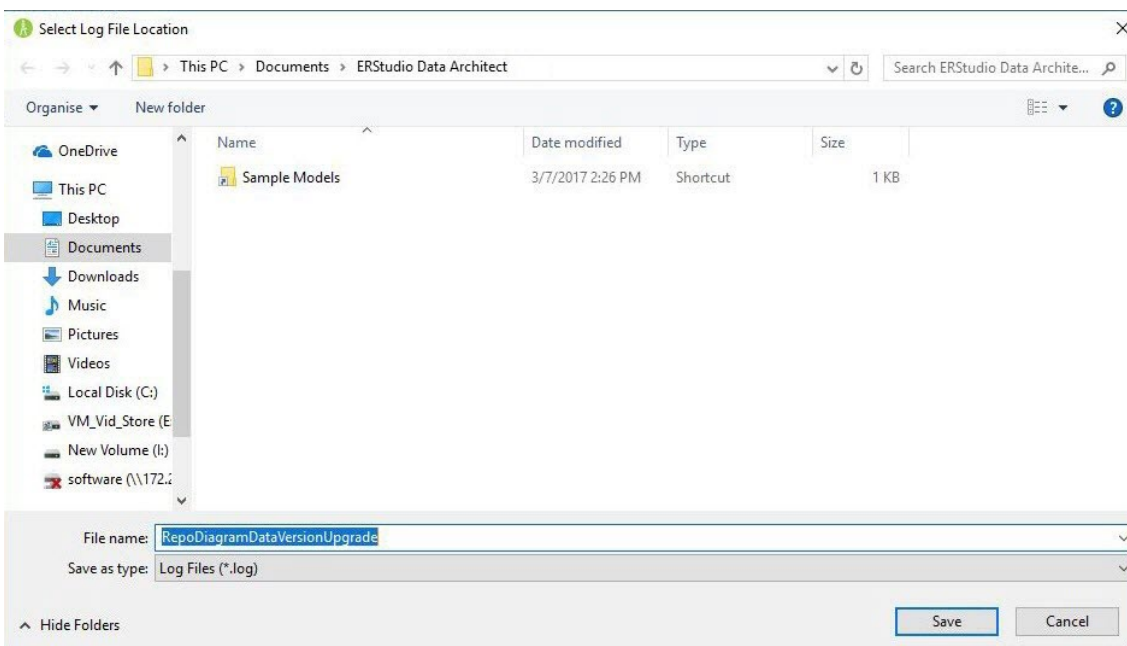 Select Log File Location
This PC > Documents > ERStudio Data Architect
Search ERStudio Data Archite...
Organise
New folder
Name Date modified Type Size
Sample Models 3/7/2017 2:26 PM Shortcut 1 KB
OneDrive
This PC
Desktop
Documents
Downloads
Music
Pictures
Videos
Local Disk (C:)
VM_Vid_Store (E:
New Volume (I:)
software (\\172.2
File name: RepoDiagramDataVersionUpgrade
Save as type: Log Files (*.log)
Hide Folders
Save
Cancel